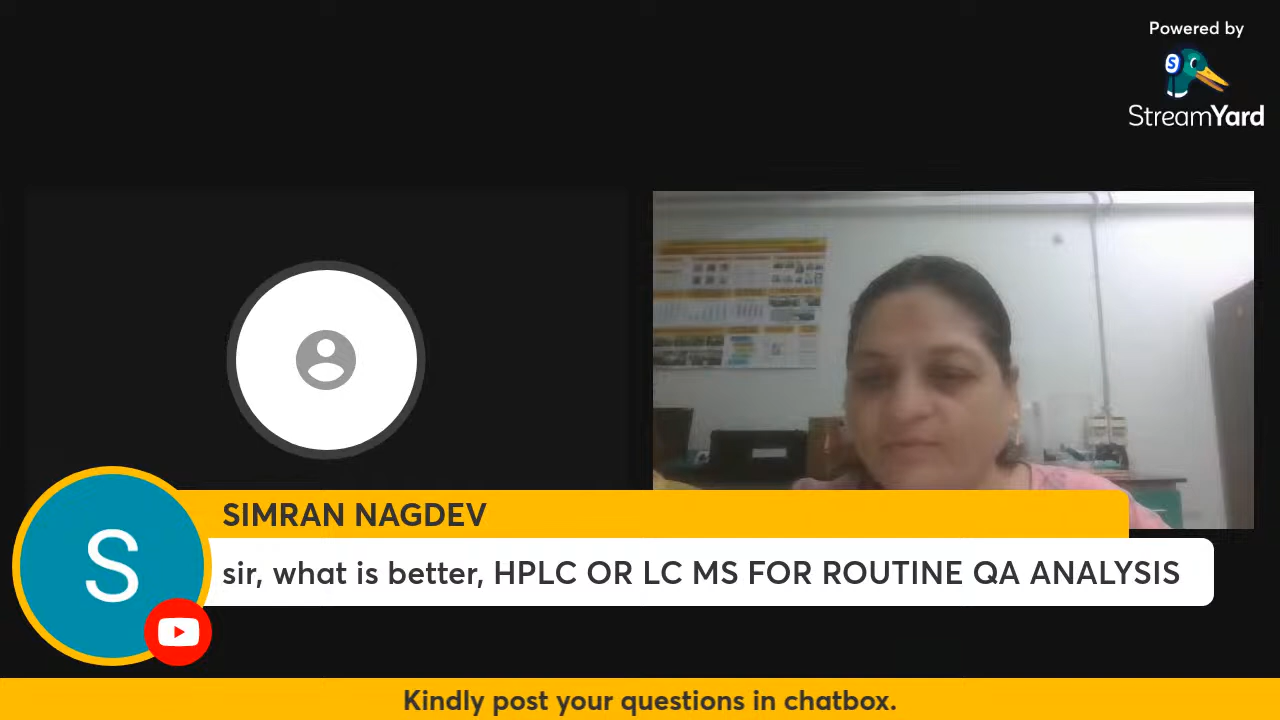 Powered by
StreamYard
SIMRAN NAGDEV
S
sir, what is better, HPLC OR LC MS FOR ROUTINE QA ANALYSIS
Kindly post your questions in chatbox.